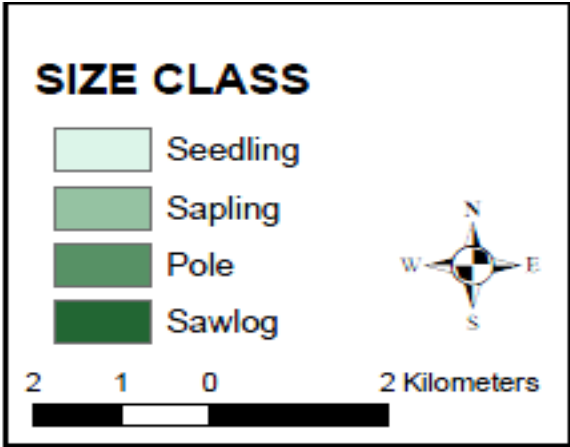 SIZE CLASS
Seedling
Sapling
Pole
Sawlog
N
W E
S
2 1 0 2 Kilometers